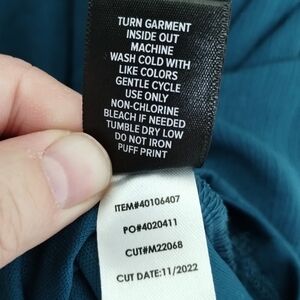 TURN GARMENT
INSIDE OUT
MACHINE
WASH COLD WITH
LIKE COLORS
GENTLE CYCLE
USE ONLY
NON-CHLORINE
BLEACH IF NEEDED
TUMBLE DRY LOW
DO NOT IRON
PUFF PRINT
ITEM#40106407
PO#4020411
CUT#M22068
CUT DATE:11/2022